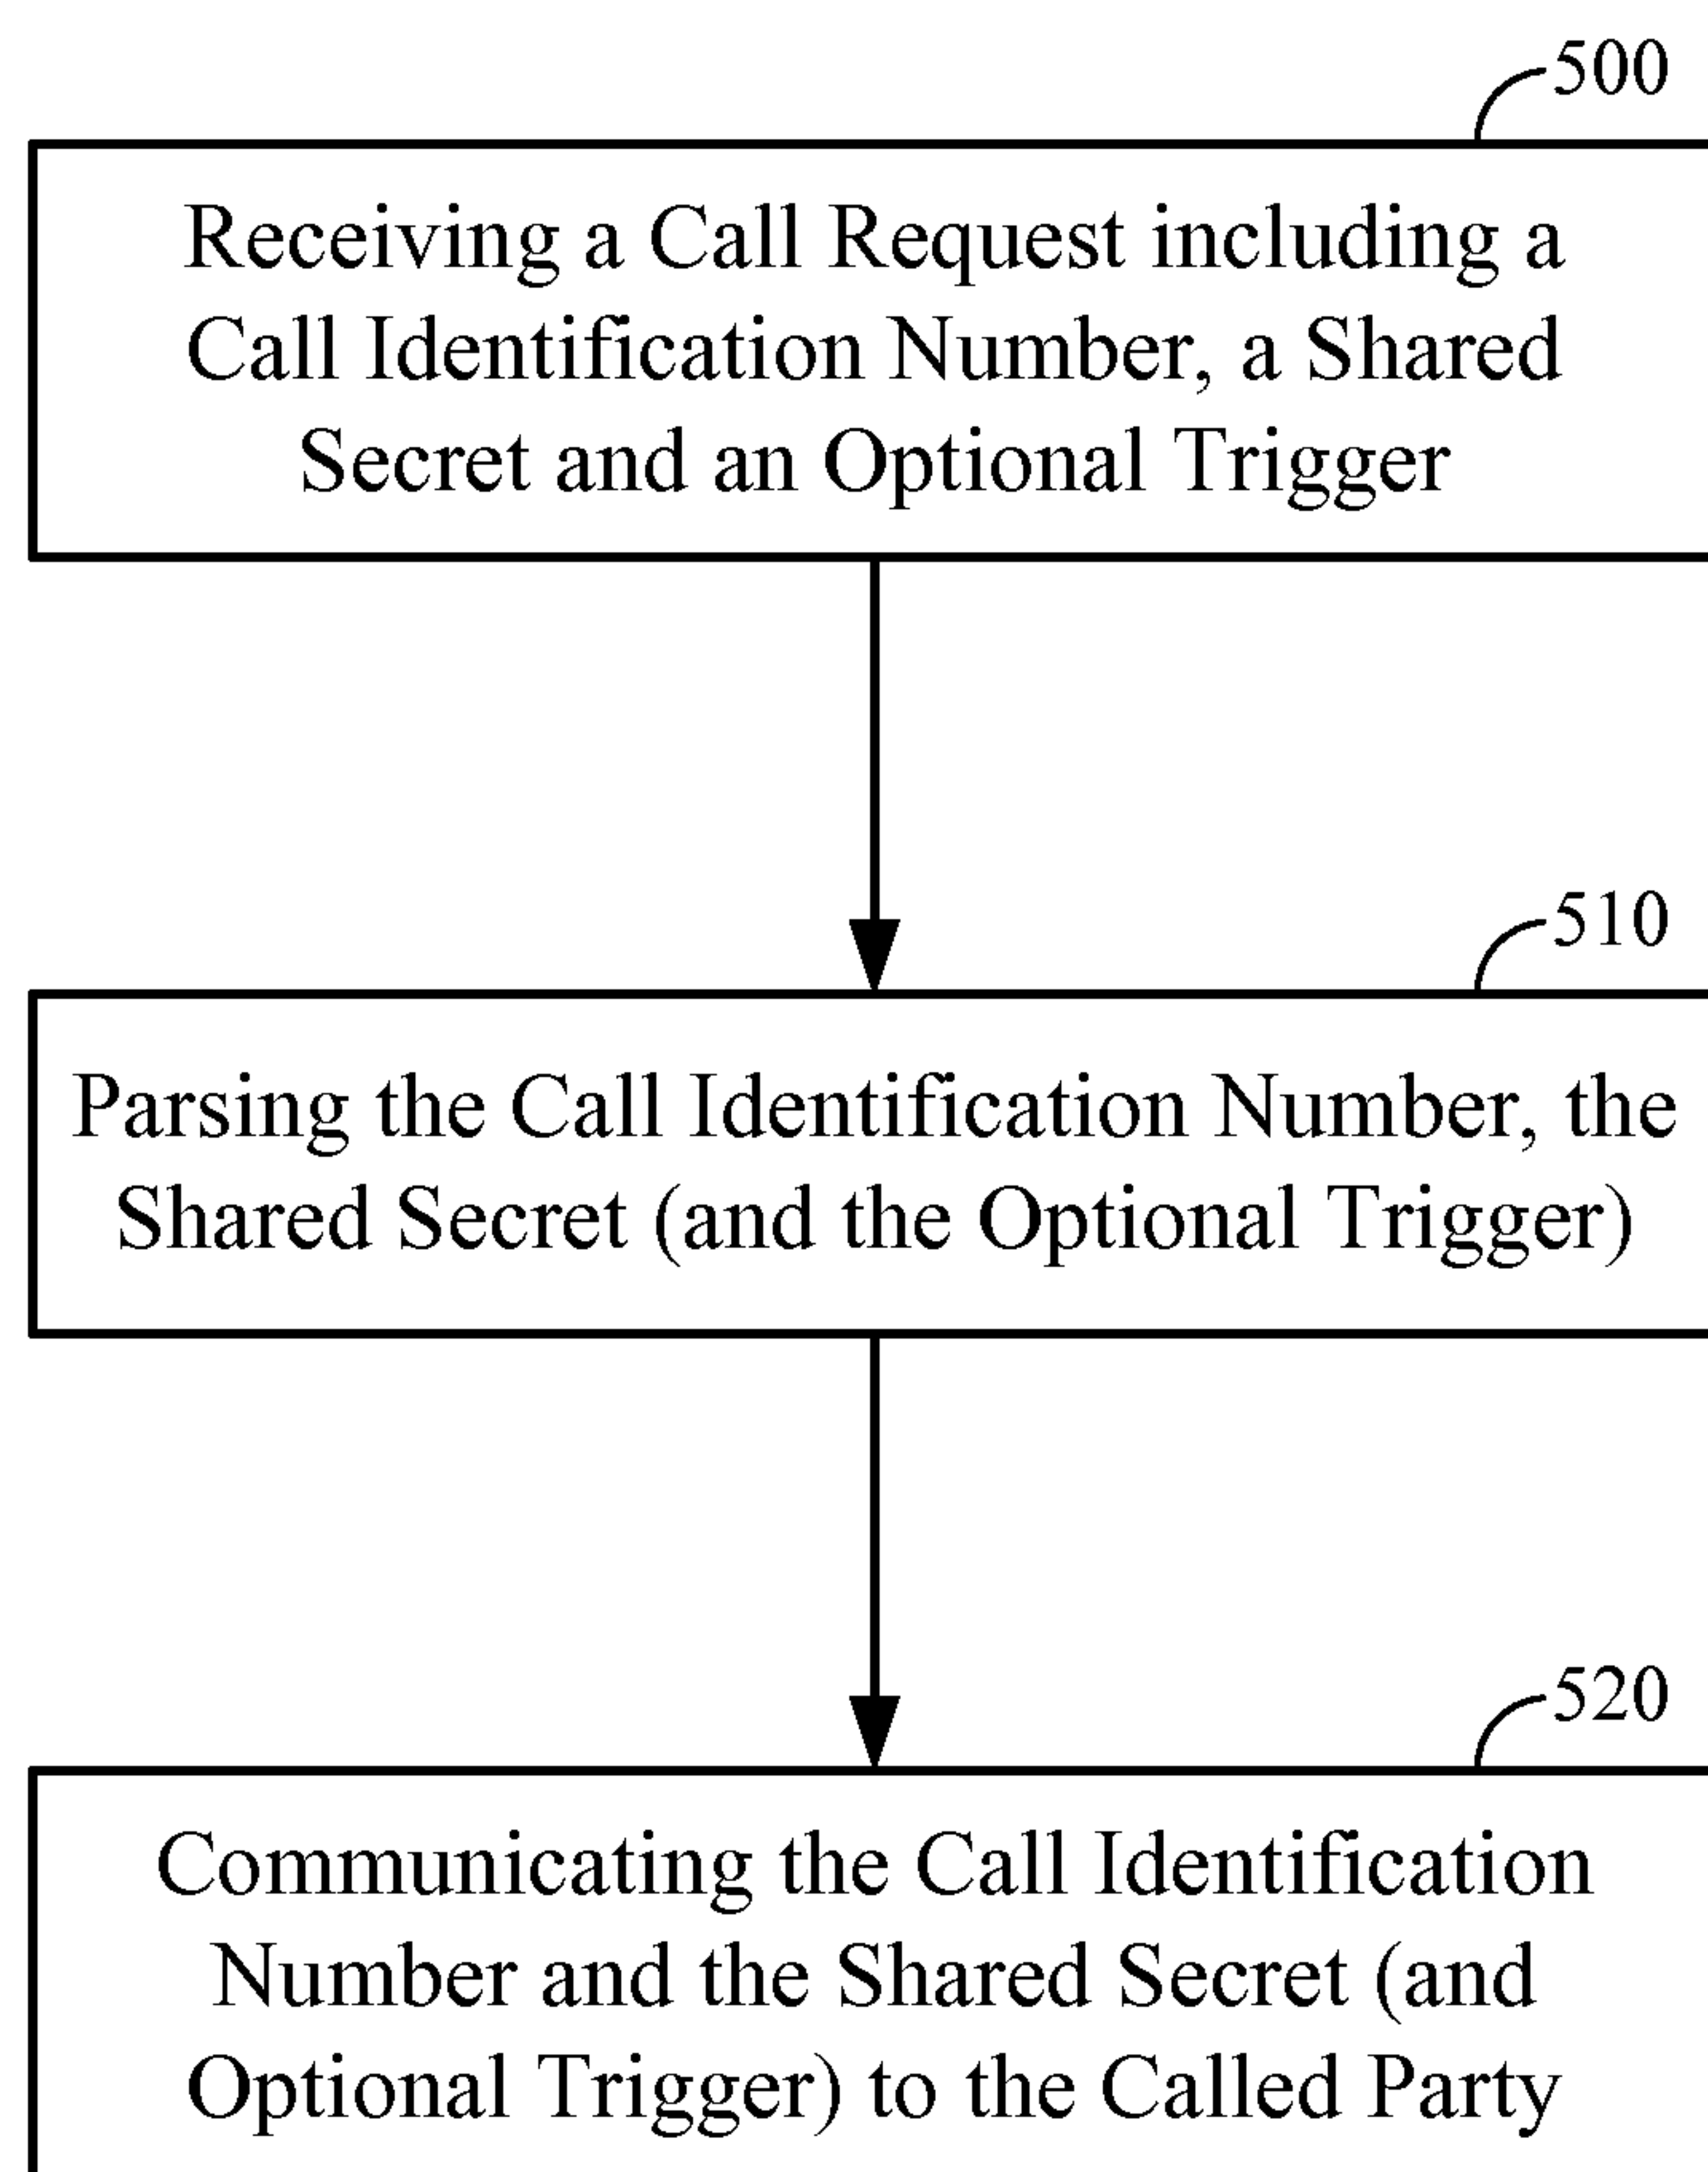 500
Receiving a Call Request including a
Call Identification Number, a Shared
Secret and an Optional Trigger
510
Parsing the Call Identification Number, the
Shared Secret (and the Optional Trigger)
520
Communicating the Call Identification
Number and the Shared Secret (and
Optional Trigger) to the Called Party